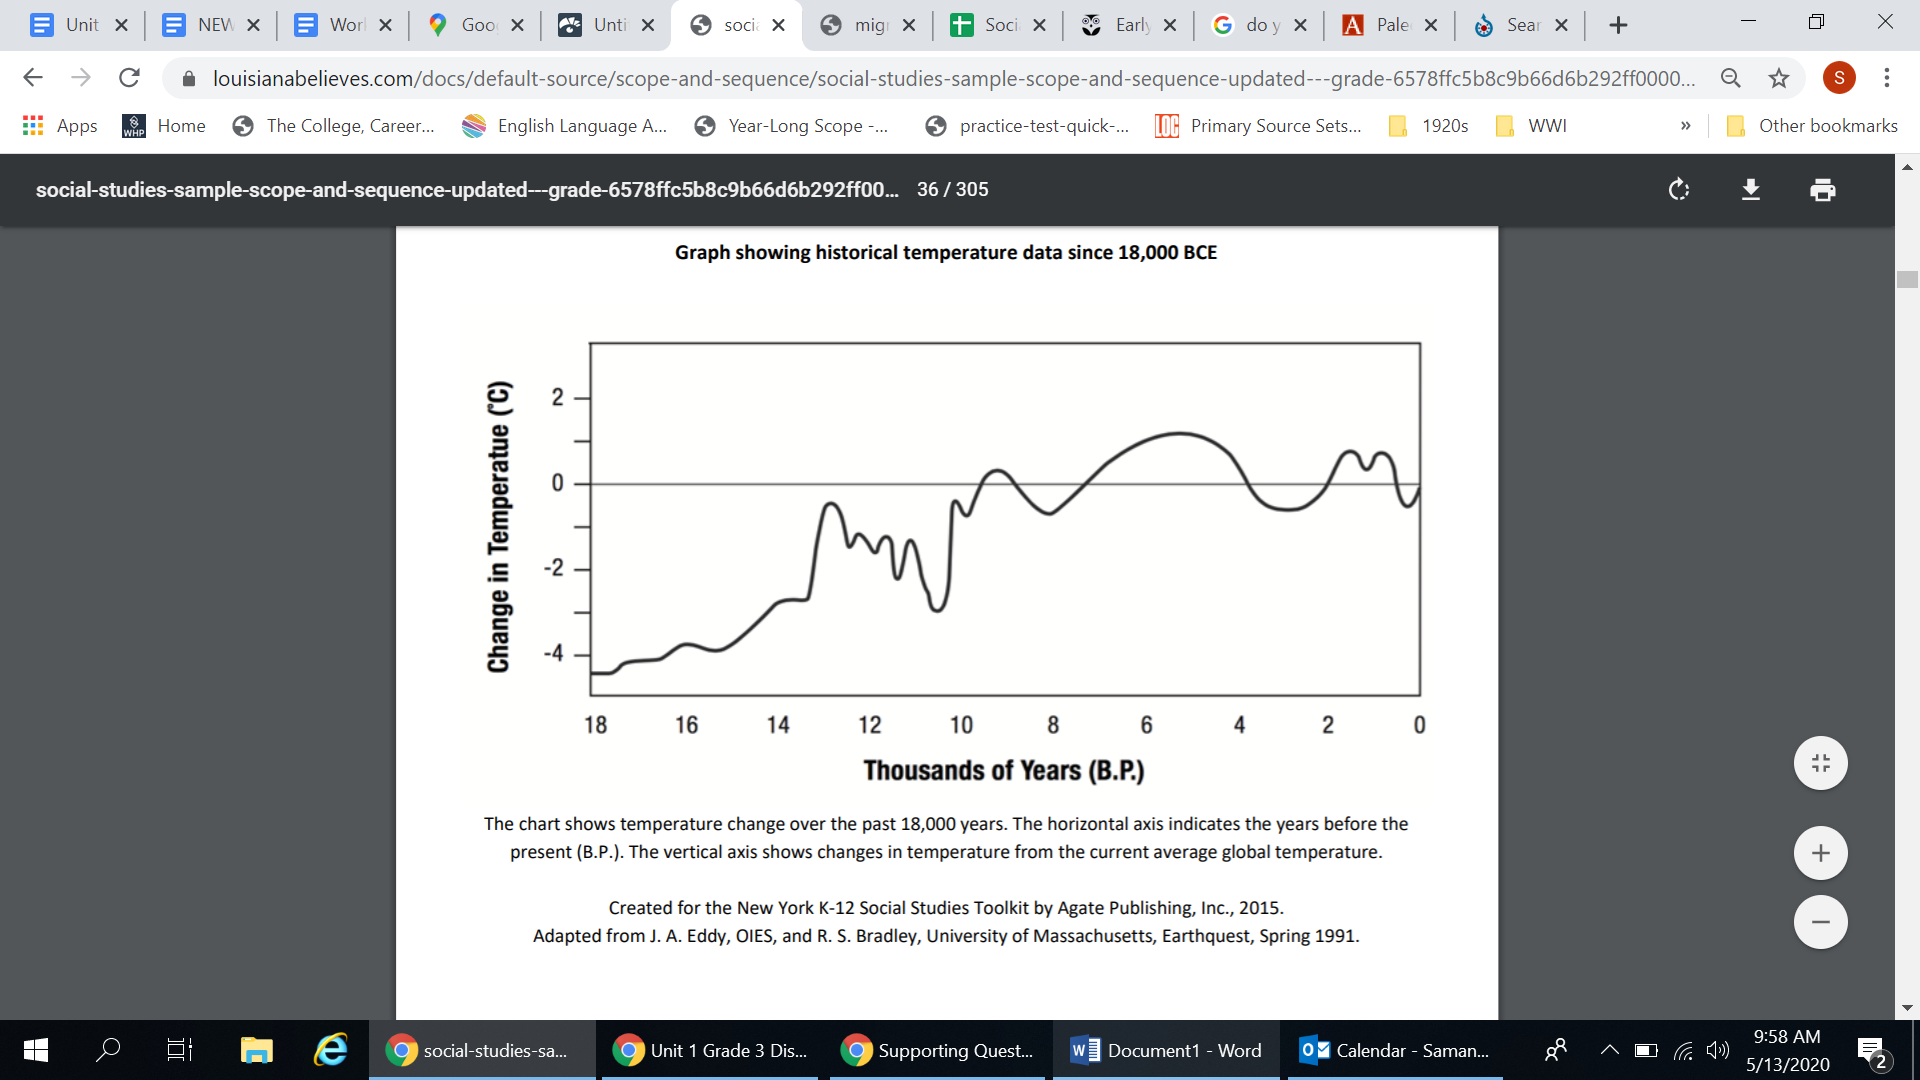 Unit
NEW
Worl
Goo
Unti
soci
mig
Soci
Early
do y
Pale
Sear
louisianabelieves.com/docs/default-source/scope-and-sequence/social-studies-sample-scope-and-sequence-updated---grade-6578ffc5b8c9b66d6b292ff0000...
S
Apps
WHP
Home
The College, Career...
English Language A...
Year-Long Scope -...
practice-test-quick-...
LOC
Primary Source Sets...
1920s
WWI
»
Other bookmarks
social-studies-sample-scope-and-sequence-updated---grade-6578ffc5b8c9b66d6b292ff00... 36 / 305
Graph showing historical temperature data since 18,000 BCE
Change in Temperatue (°C)
2
0
-2
-4
18 16 14 12 10 8 6 4 2 0
Thousands of Years (B.P.)
The chart shows temperature change over the past 18,000 years. The horizontal axis indicates the years before the
present (B.P.). The vertical axis shows changes in temperature from the current average global temperature.
Created for the New York K-12 Social Studies Toolkit by Agate Publishing, Inc., 2015.
Adapted from J. A. Eddy, OIES, and R. S. Bradley, University of Massachusetts, Earthquest, Spring 1991.
social-studies-sa...
Unit 1 Grade 3 Dis...
Supporting Quest...
Document1 - Word
Calendar - Saman...
9:58 AM
5/13/2020
2